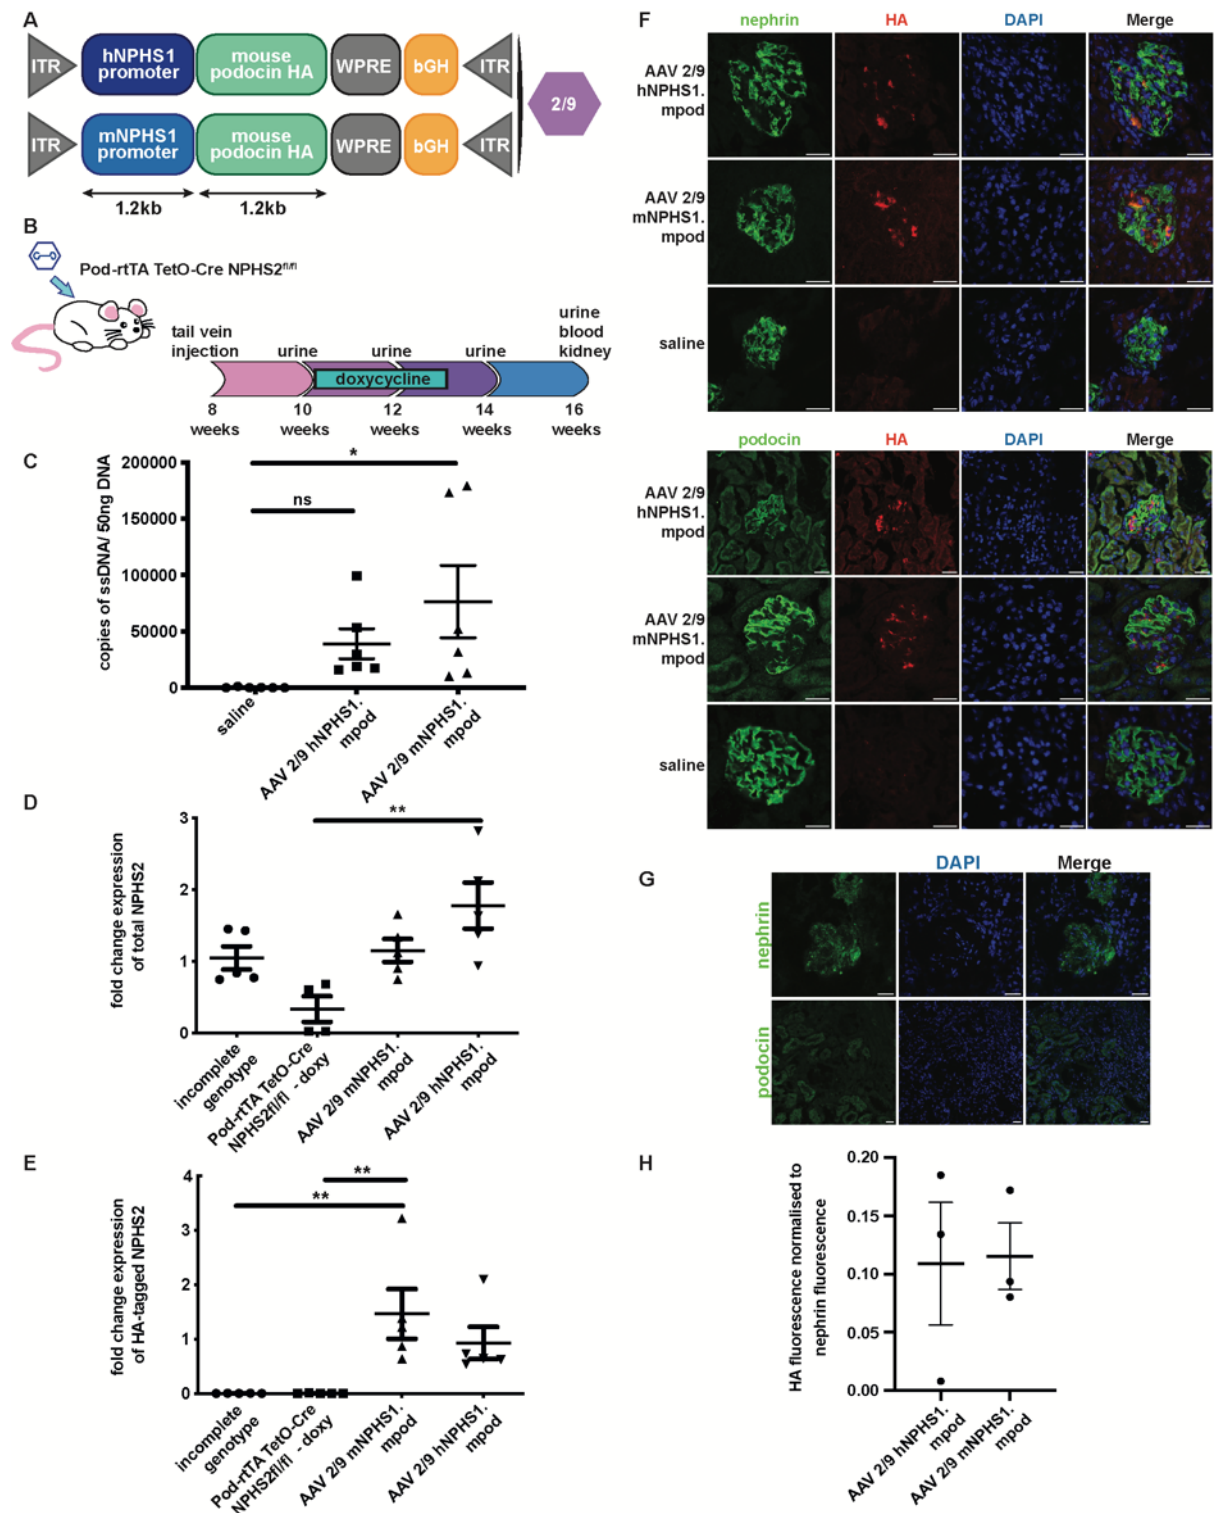 A
ITR
hNPHS1
promoter
mouse
podocin HA
WPRE
bGH
ITR
2/9
ITR
mNPHS1
promoter
mouse
podocin HA
WPRE
bGH
ITR
1.2kb
1.2kb
B
Pod-rtTA TetO-Cre NPHS2fl/fl
tail vein
injection
urine
urine
urine
urine
blood
kidney
doxycycline
8
weeks
10
weeks
12
weeks
14
weeks
16
weeks
C
copies of ssDNA/ 50ng DNA
200000
150000
100000
50000
0
*
ns
saline
AAV 2/9 hNPHS1.
mpod
AAV 2/9 mNPHS1.
mpod
D
fold change expression
of total NPHS2
3
2
1
0
**
incomplete
genotype
Pod-rtTA TetO-Cre
NPHS2fl/fl - doxy
AAV 2/9 mNPHS1.
mpod
AAV 2/9 hNPHS1.
mpod
E
fold change expression
of HA-tagged NPHS2
4
3
2
1
0
**
**
incomplete
genotype
Pod-rtTA TetO-Cre
NPHS2fl/fl - doxy
AAV 2/9 mNPHS1.
mpod
AAV 2/9 hNPHS1.
mpod
F
nephrin HA DAPI Merge
AAV 2/9
hNPHS1.
mpod
AAV 2/9
mNPHS1.
mpod
saline
podocin HA DAPI Merge
AAV 2/9
hNPHS1.
mpod
AAV 2/9
mNPHS1.
mpod
saline
G
DAPI Merge
nephrin
podocin
H
HA fluorescence normalised to
nephrin fluorescence
0.20
0.15
0.10
0.05
0.00
AAV 2/9 hNPHS1.
mpod
AAV 2/9 mNPHS1.
mpod